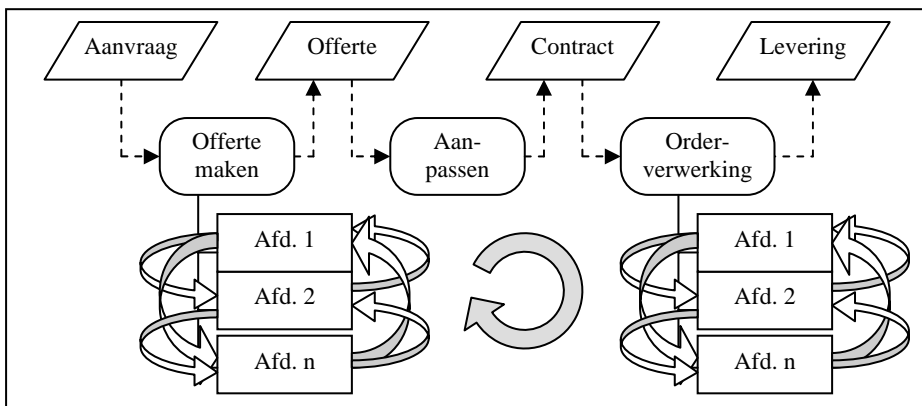 Aanvraag
Offerte
Contract
Levering
Offerte
maken
Aan-
passen
Order-
verwerking
Afd. 1
Afd. 2
Afd. n
Afd. 1
Afd. 2
Afd. n